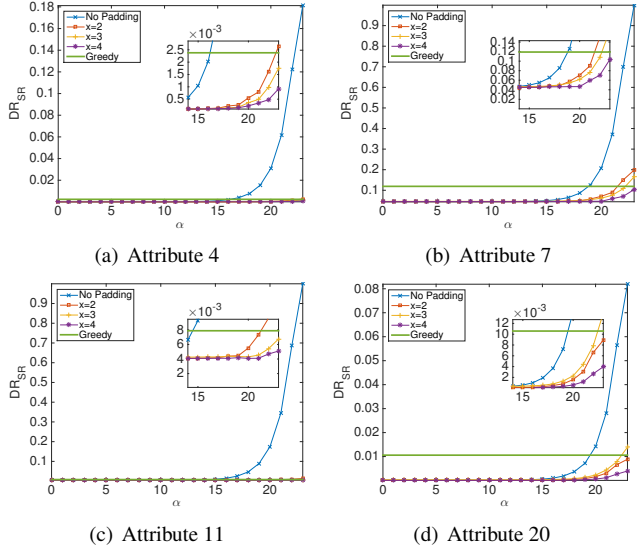 0.18
0.16
0.14
0.12
0.10
0.08
0.06
0.04
0.02
DR_SR
No Padding
x=2
x=3
x=4
Greedy
×10^-3
2.5
2
1.5
1
0.5
15 20
0 5 10 15 20
α
(a) Attribute 4
1
0.9
0.8
0.7
0.6
0.5
0.4
0.3
0.2
0.1
DR_SR
No Padding
x=2
x=3
x=4
Greedy
0.14
0.12
0.10
0.08
0.06
0.04
0.02
15 20
0 5 10 15 20
α
(b) Attribute 7
0.9
0.8
0.7
0.6
0.5
0.4
0.3
0.2
0.1
DR_SR
No Padding
x=2
x=3
x=4
Greedy
×10^-3
8
6
4
2
15 20
0 5 10 15 20
α
(c) Attribute 11
0.08
0.07
0.06
0.05
0.04
0.03
0.02
0.01
DR_SR
No Padding
x=2
x=3
x=4
Greedy
×10^-3
12
10
8
6
4
2
15 20
0 5 10 15 20
α
(d) Attribute 20